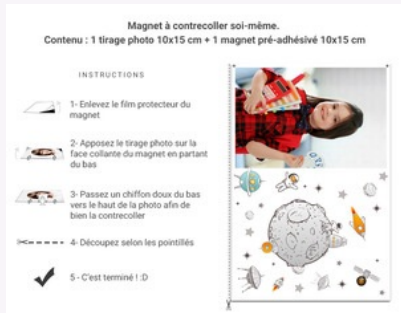 Magnet à contrecoller soi-même.
Contenu : 1 tirage photo 10x15 cm + 1 magnet pré-adhésivé 10x15 cm
INSTRUCTIONS
1- Enlevez le film protecteur du
magnet
2- Apposez le tirage photo sur la
face collante du magnet en partant
du bas
3- Passez un chiffon doux du bas
vers le haut de la photo afin de
bien la contrecoller
4- Découpez selon les pointillés
5 - C'est terminé ! :D